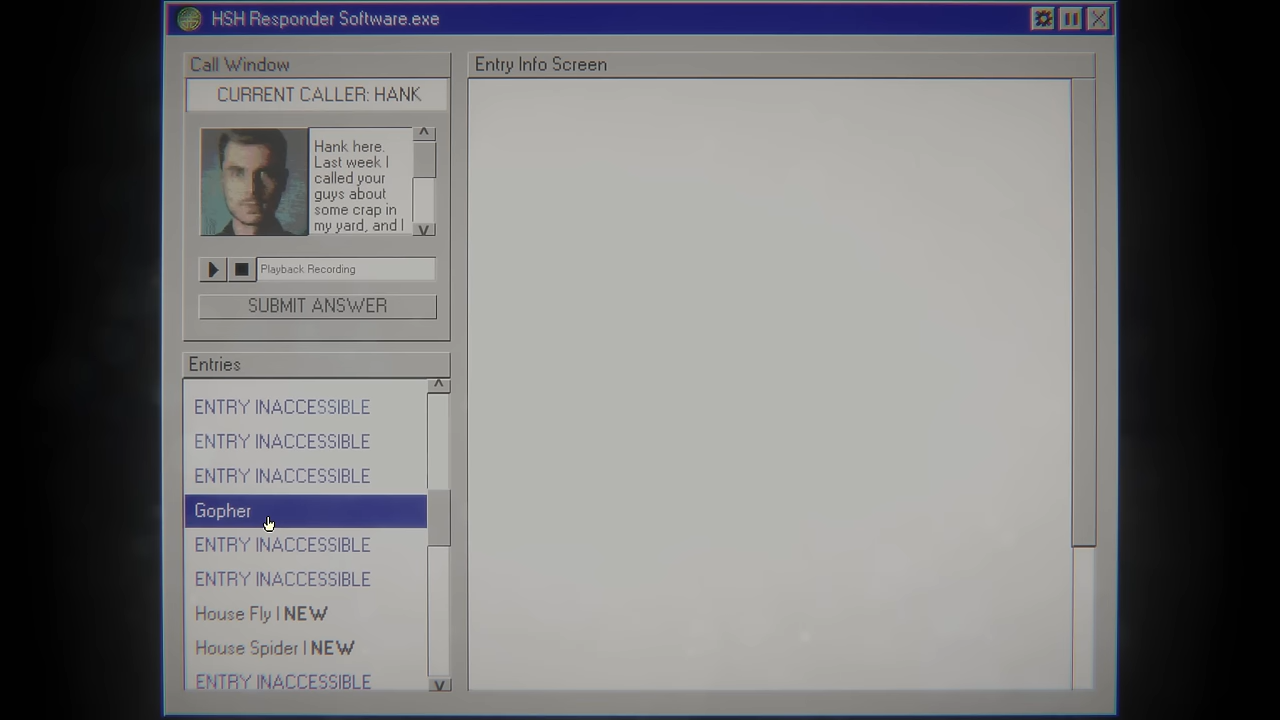 HSH Responder Software.exe
Call Window
CURRENT CALLER: HANK
Hank here.
Last week I
called your
guys about
some crap in
my yard, and I
Playback Recording
SUBMIT ANSWER
Entries
ENTRY INACCESSIBLE
ENTRY INACCESSIBLE
ENTRY INACCESSIBLE
Gopher
ENTRY INACCESSIBLE
ENTRY INACCESSIBLE
House Fly | NEW
House Spider | NEW
ENTRY INACCESSIBLE
Entry Info Screen